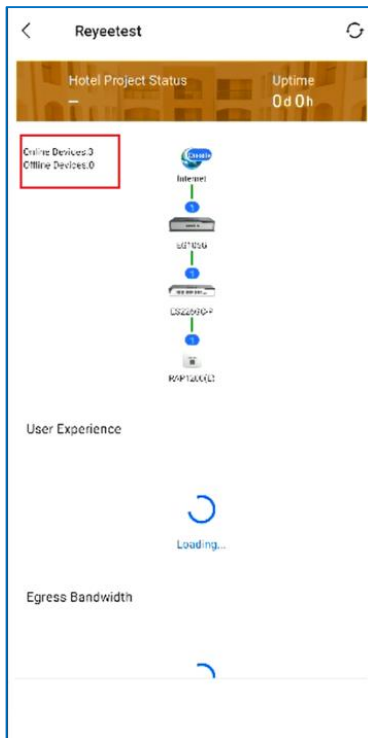 Reyeetest
Hotel Project Status
Uptime
–
0d 0h
Online Devices:3
Offline Devices:0
Internet
1
EG105G
1
1
User Experience
Loading...
Egress Bandwidth